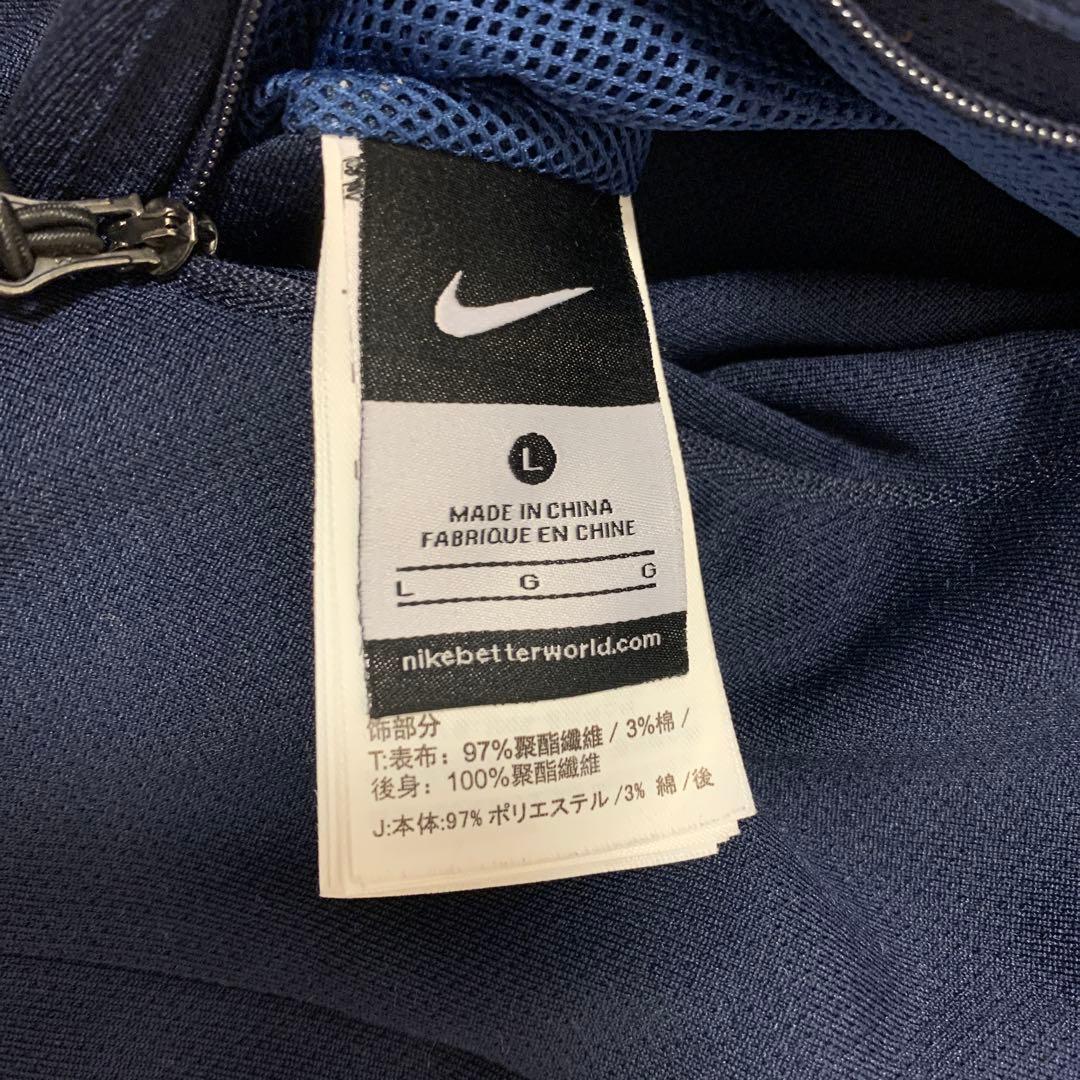 L
MADE IN CHINA
FABRIQUE EN CHINE
L G G
nikebetterworld.com
饰部分
T:表布: 97%聚酯纖維 / 3%棉 /
後身: 100%聚酯纖維
J:本体:97% ポリエステル /3% 綿 /後